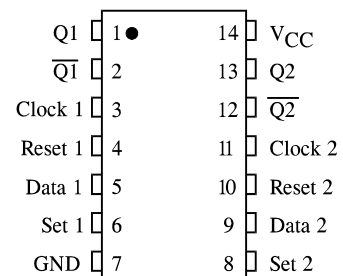 Q1 1 14 VCC
Q1 2 13 Q2
Clock 1 3 12 Q2
Reset 1 4 11 Clock 2
Data 1 5 10 Reset 2
Set 1 6 9 Data 2
GND 7 8 Set 2